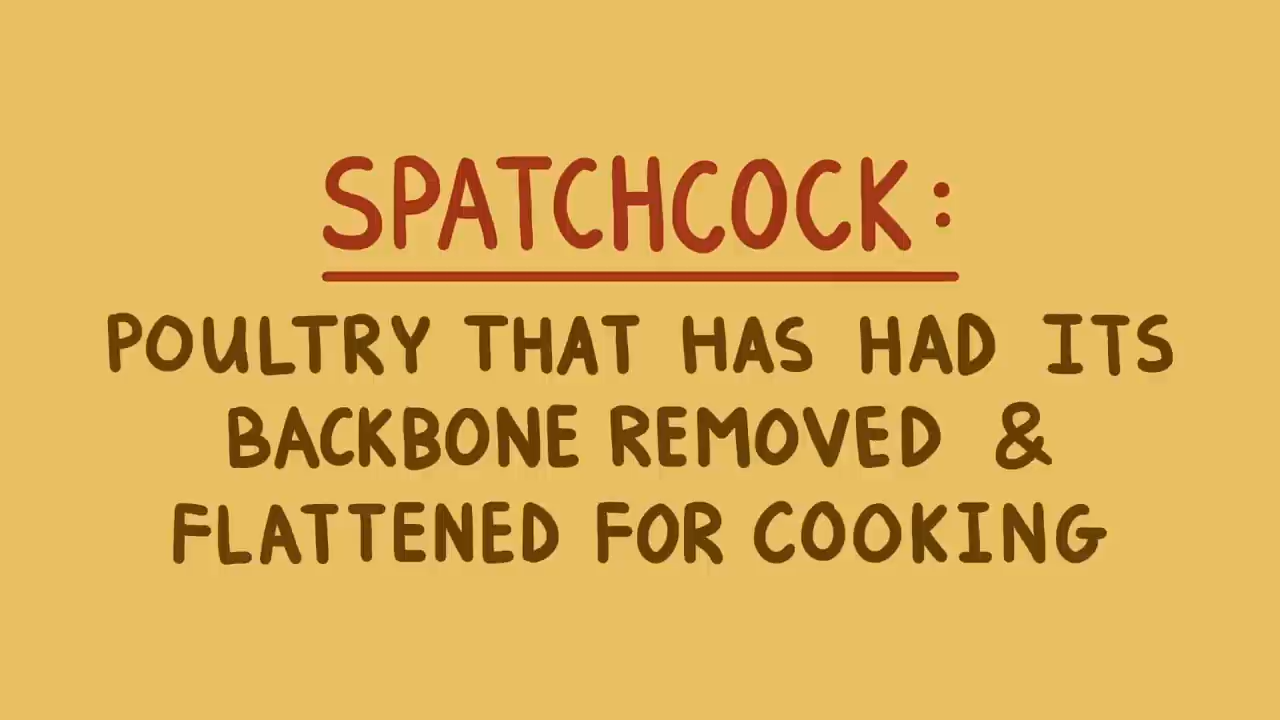 SPATCHCOCK:
POULTRY THAT HAS HAD ITS
BACKBONE REMOVED &
FLATTENED FOR COOKING